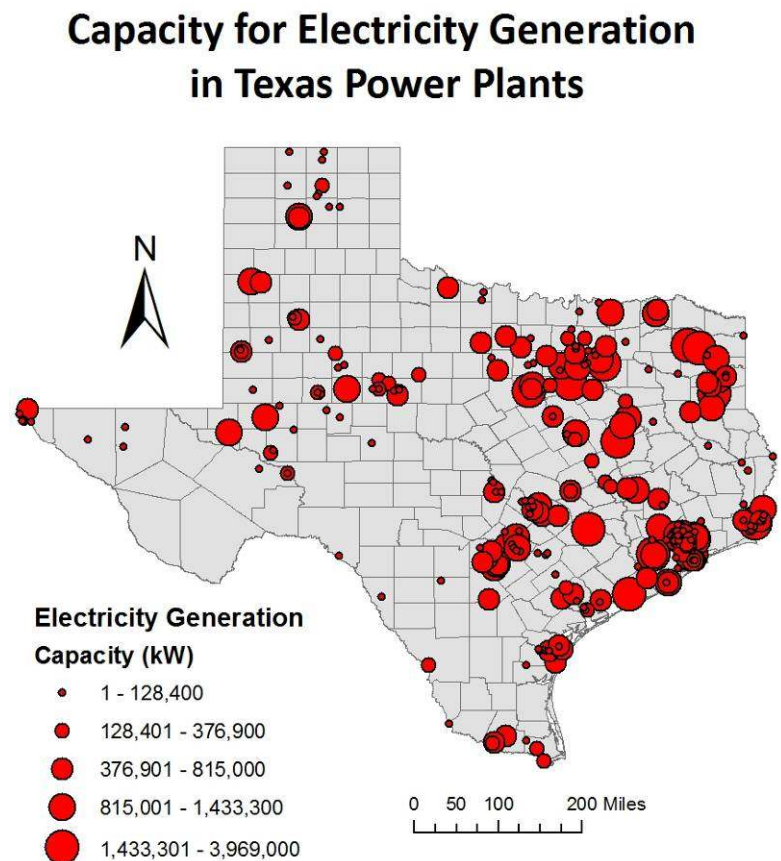 Capacity for Electricity Generation
in Texas Power Plants
N
Electricity Generation
Capacity (kW)
1 - 128,400
128,401 - 376,900
376,901 - 815,000
815,001 - 1,433,300
1,433,301 - 3,969,000
0 50 100 200 Miles